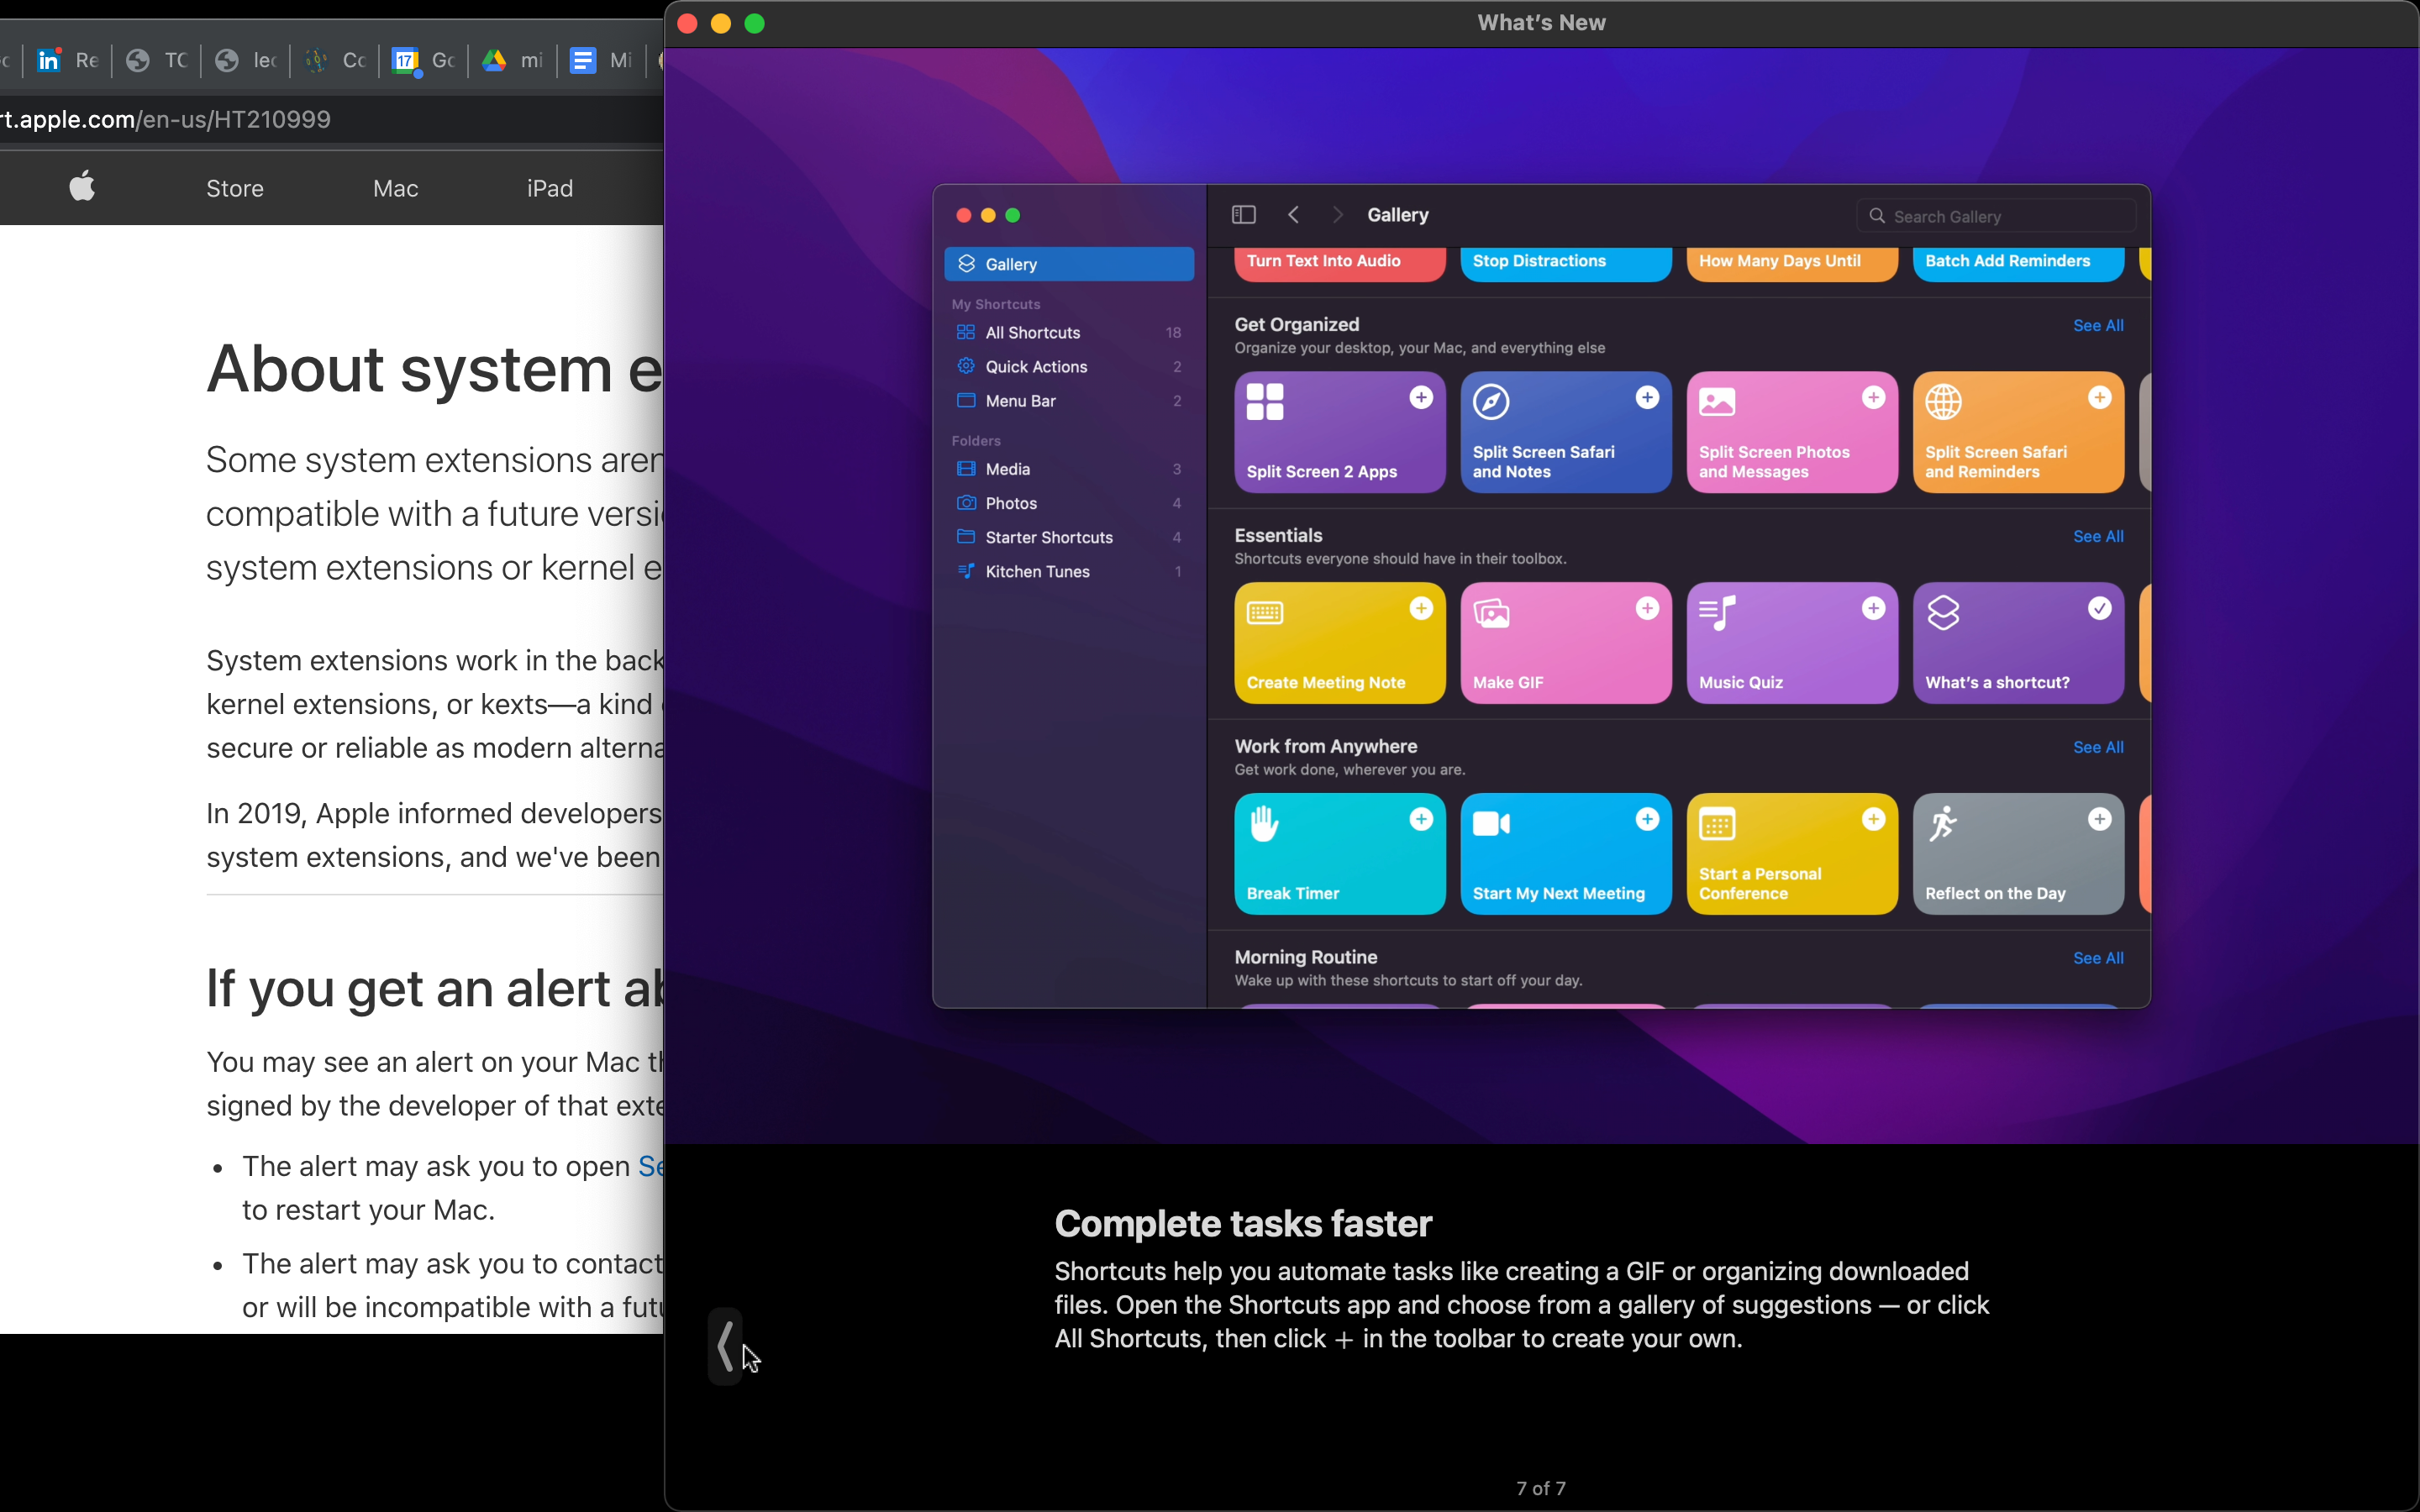 Re
TC
lec
Cc
Gc
mi
Mi
rt.apple.com/en-us/HT210999
Store
Mac
iPad
About system e
Some system extensions aren
compatible with a future versi
system extensions or kernel e
System extensions work in the back
kernel extensions, or kexts—a kind
secure or reliable as modern alterna
In 2019, Apple informed developers
system extensions, and we've been
If you get an alert ab
You may see an alert on your Mac th
signed by the developer of that exte
• The alert may ask you to open Se
to restart your Mac.
• The alert may ask you to contact
or will be incompatible with a futu
What's New
Gallery
My Shortcuts
All Shortcuts 18
Quick Actions 2
Menu Bar 2
Folders
Media 3
Photos 4
Starter Shortcuts 4
Kitchen Tunes 1
Gallery
Search Gallery
Turn Text Into Audio
Stop Distractions
How Many Days Until
Batch Add Reminders
Get Organized
See All
Organize your desktop, your Mac, and everything else
Split Screen 2 Apps
Split Screen Safari
and Notes
Split Screen Photos
and Messages
Split Screen Safari
and Reminders
Essentials
See All
Shortcuts everyone should have in their toolbox.
Create Meeting Note
Make GIF
Music Quiz
What's a shortcut?
Work from Anywhere
See All
Get work done, wherever you are.
Break Timer
Start My Next Meeting
Start a Personal
Conference
Reflect on the Day
Morning Routine
See All
Wake up with these shortcuts to start off your day.
Complete tasks faster
Shortcuts help you automate tasks like creating a GIF or organizing downloaded
files. Open the Shortcuts app and choose from a gallery of suggestions — or click
All Shortcuts, then click + in the toolbar to create your own.
7 of 7